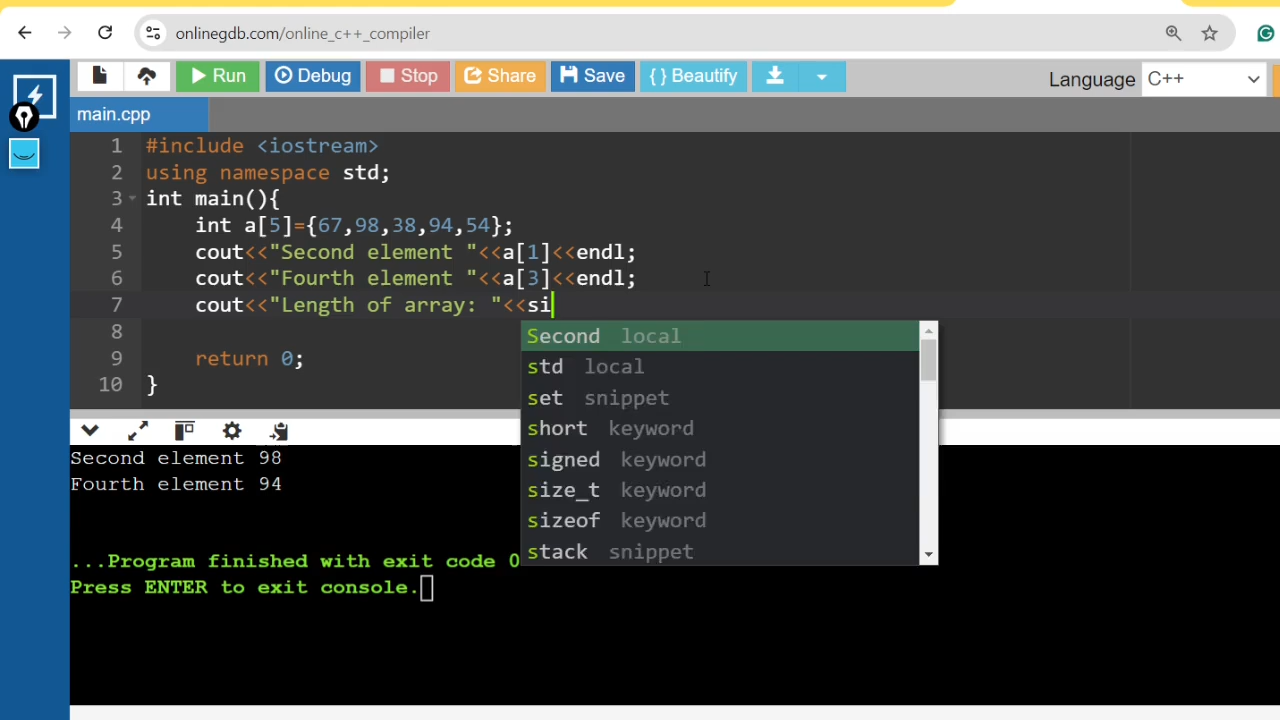 onlinegdb.com/online_c++_compiler
Run Debug Stop Share Save {} Beautify Language C++
main.cpp
1 #include <iostream>
2 using namespace std;
3 int main(){
4 int a[5]={67,98,38,94,54};
5 cout<<"Second element "<<a[1]<<endl;
6 cout<<"Fourth element "<<a[3]<<endl;
7 cout<<"Length of array: "<<si
8
9 return 0;
10 }
Second local
std local
set snippet
short keyword
signed keyword
size_t keyword
sizeof keyword
stack snippet
Second element 98
Fourth element 94
...Program finished with exit code 0
Press ENTER to exit console.